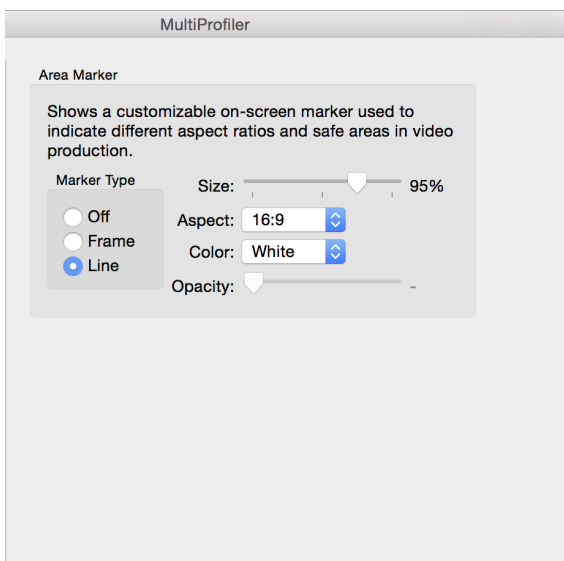 MultiProfiler
Area Marker
Shows a customizable on-screen marker used to
indicate different aspect ratios and safe areas in video
production.
Marker Type
Off
Frame
Line
Size: 95%
Aspect: 16:9
Color: White
Opacity: -